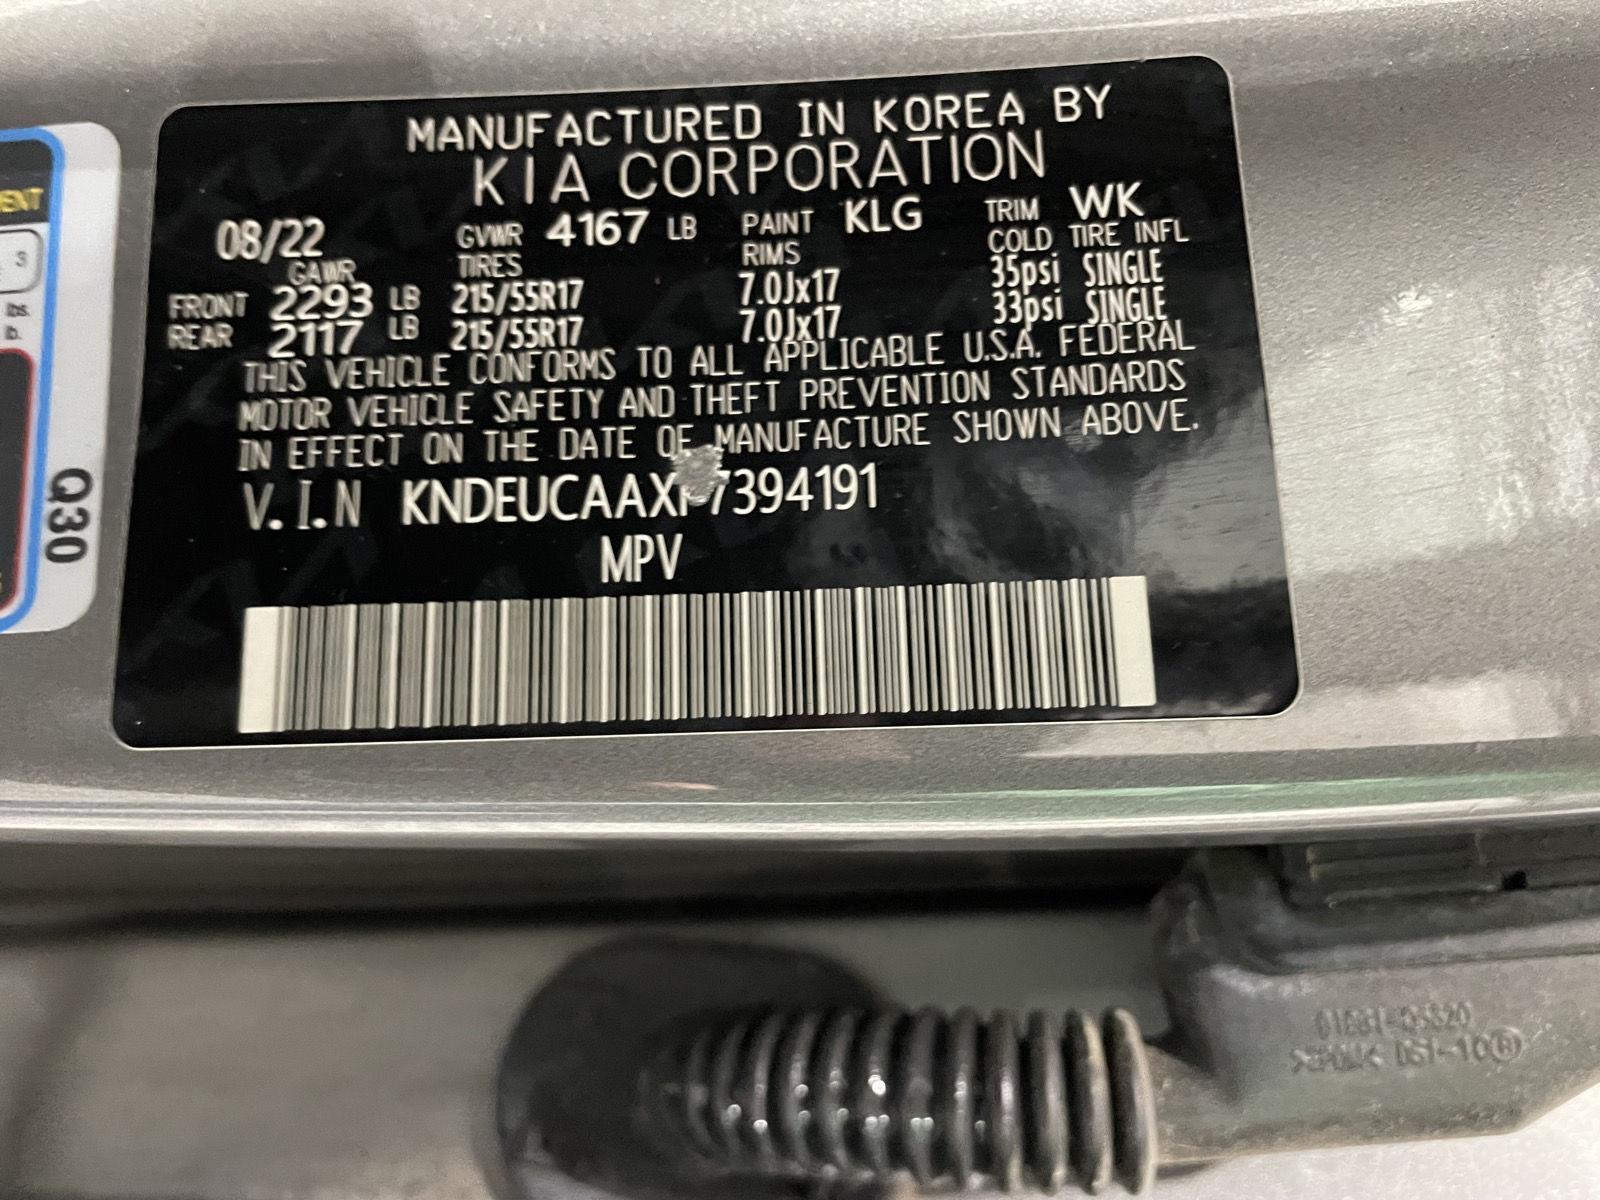 MANUFACTURED IN KOREA BY
KIA CORPORATION
08/22 GVWR 4167 LB PAINT KLG TRIM WK
GAWR TIRES RIMS COLD TIRE INFL
FRONT 2293 LB 215/55R17 7.0Jx17 35psi SINGLE
REAR 2117 LB 215/55R17 7.0Jx17 33psi SINGLE
THIS VEHICLE CONFORMS TO ALL APPLICABLE U.S.A. FEDERAL
MOTOR VEHICLE SAFETY AND THEFT PREVENTION STANDARDS
IN EFFECT ON THE DATE OF MANUFACTURE SHOWN ABOVE.
V.I.N
MPV
ENT
3
lbs.
b.
Q30